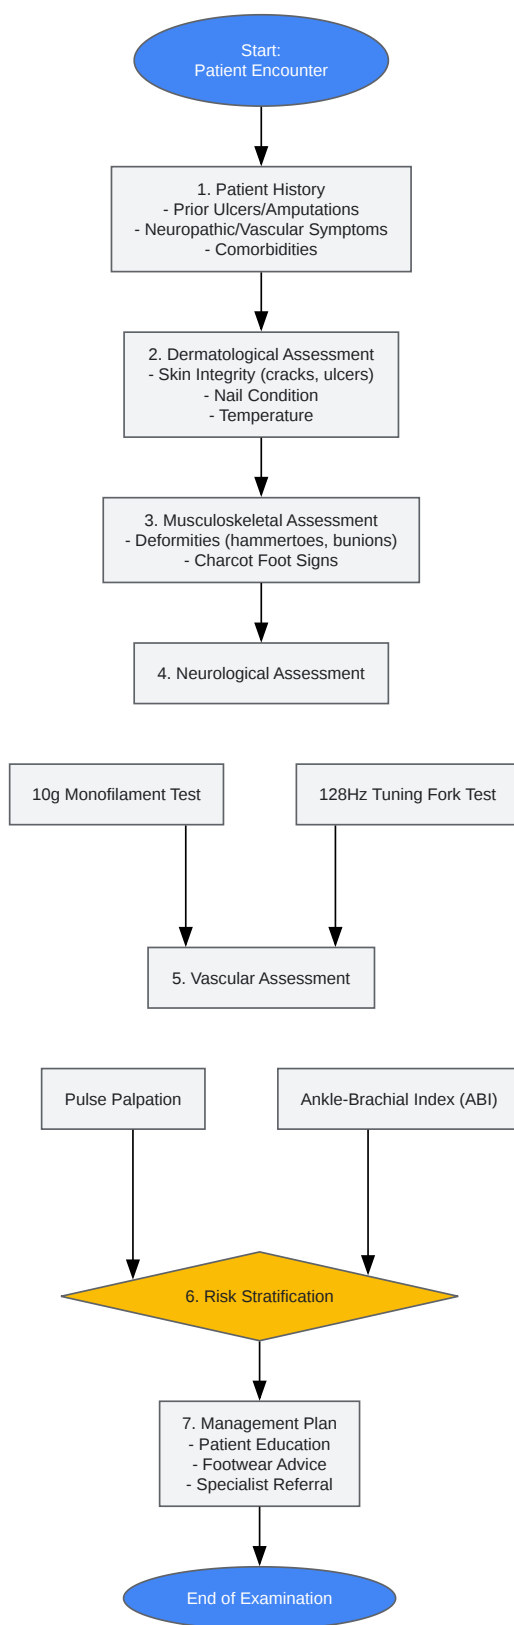 Start:
Patient Encounter
1. Patient History
- Prior Ulcers/Amputations
- Neuropathic/Vascular Symptoms
- Comorbidities
2. Dermatological Assessment
- Skin Integrity (cracks, ulcers)
- Nail Condition
- Temperature
3. Musculoskeletal Assessment
- Deformities (hammertoes, bunions)
- Charcot Foot Signs
4. Neurological Assessment
10g Monofilament Test
128Hz Tuning Fork Test
5. Vascular Assessment
Pulse Palpation
Ankle-Brachial Index (ABI)
6. Risk Stratification
7. Management Plan
- Patient Education
- Footwear Advice
- Specialist Referral
End of Examination